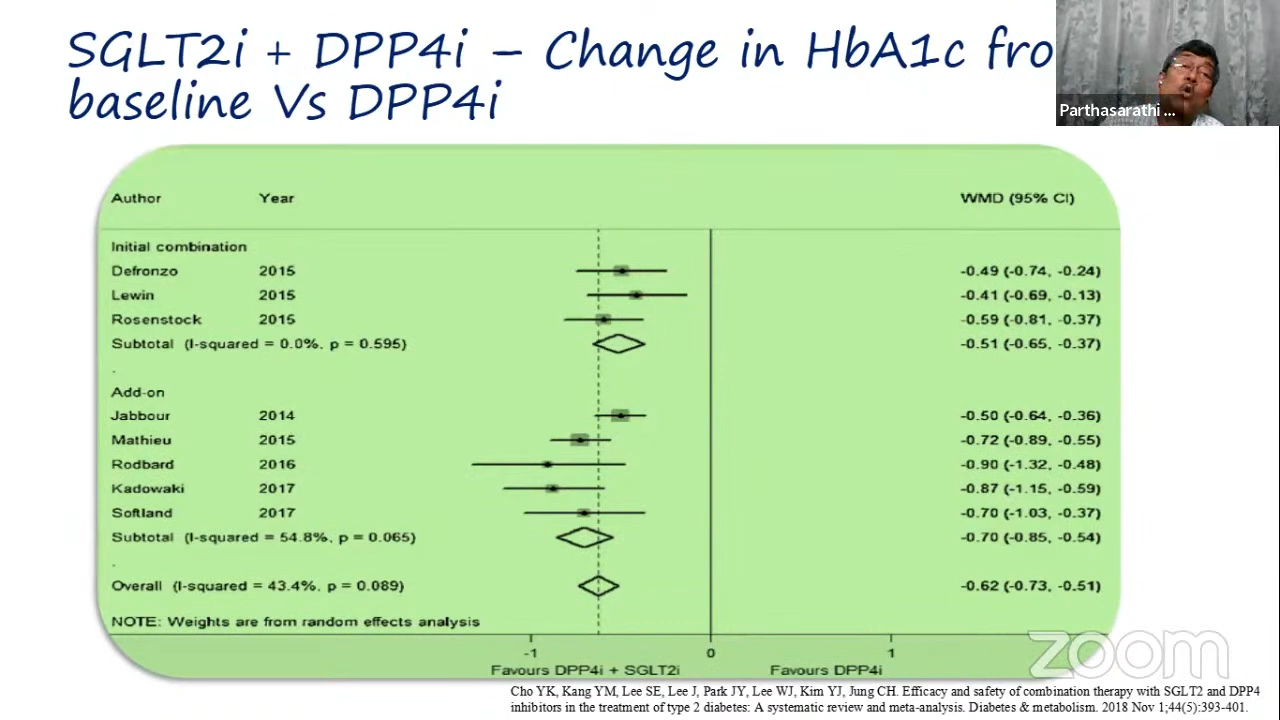 SGLT2i + DPP4i – Change in HbA1c fro
baseline Vs DPP4i
Parthasarathi ...
Author Year WMD (95% CI)
Initial combination
Defronzo 2015 -0.49 (-0.74, -0.24)
Lewin 2015 -0.41 (-0.69, -0.13)
Rosenstock 2015 -0.59 (-0.81, -0.37)
Subtotal (I-squared = 0.0%, p = 0.595) -0.51 (-0.65, -0.37)
.
Add-on
Jabbour 2014 -0.50 (-0.64, -0.36)
Mathieu 2015 -0.72 (-0.89, -0.55)
Rodbard 2016 -0.90 (-1.32, -0.48)
Kadowaki 2017 -0.87 (-1.15, -0.59)
Softland 2017 -0.70 (-1.03, -0.37)
Subtotal (I-squared = 54.8%, p = 0.065) -0.70 (-0.85, -0.54)
.
Overall (I-squared = 43.4%, p = 0.089) -0.62 (-0.73, -0.51)
NOTE: Weights are from random effects analysis
-1 0 1
Favours DPP4i + SGLT2i Favours DPP4i
zoom
Cho YK, Kang YM, Lee SE, Lee J, Park JY, Lee WJ, Kim YJ, Jung CH. Efficacy and safety of combination therapy with SGLT2 and DPP4
inhibitors in the treatment of type 2 diabetes: A systematic review and meta-analysis. Diabetes & metabolism. 2018 Nov 1;44(5):393-401.